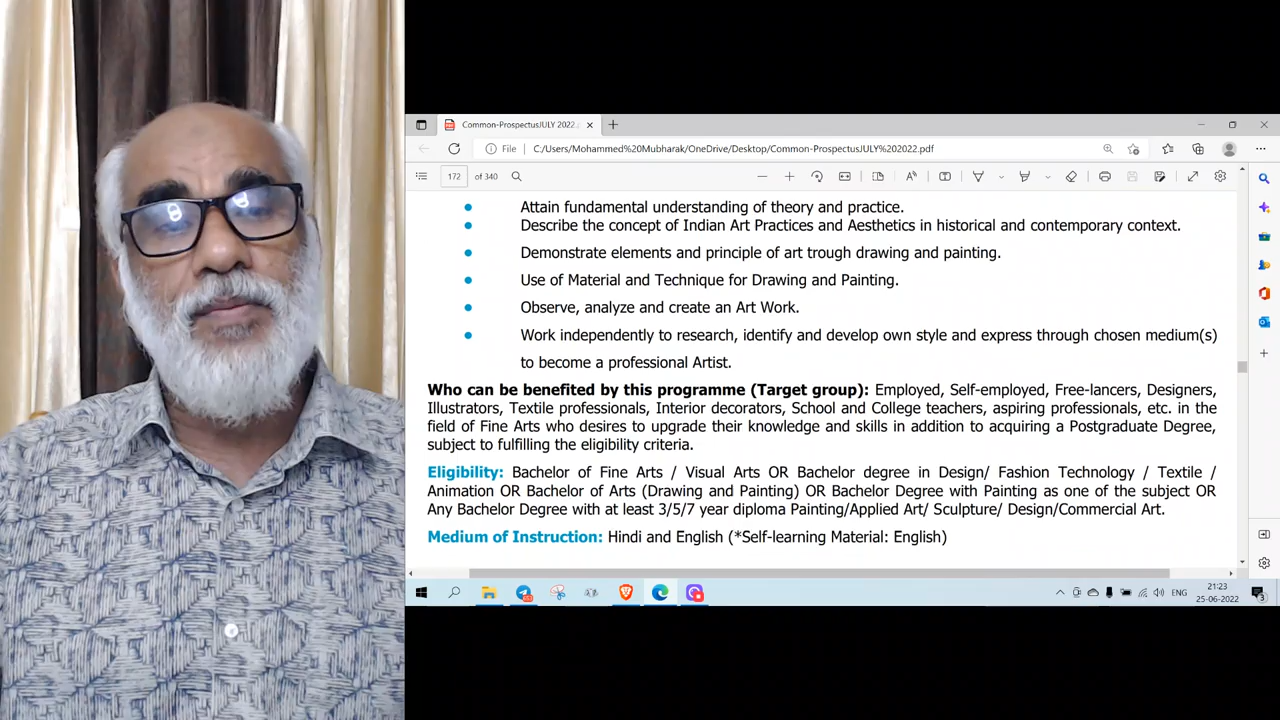 Common-ProspectusJULY 2022.
File C:/Users/Mohammed%20Mubharak/OneDrive/Desktop/Common-ProspectusJULY%202022.pdf
172 of 340
Attain fundamental understanding of theory and practice.
Describe the concept of Indian Art Practices and Aesthetics in historical and contemporary context.
Demonstrate elements and principle of art trough drawing and painting.
Use of Material and Technique for Drawing and Painting.
Observe, analyze and create an Art Work.
Work independently to research, identify and develop own style and express through chosen medium(s)
to become a professional Artist.
Who can be benefited by this programme (Target group): Employed, Self-employed, Free-lancers, Designers,
Illustrators, Textile professionals, Interior decorators, School and College teachers, aspiring professionals, etc. in the
field of Fine Arts who desires to upgrade their knowledge and skills in addition to acquiring a Postgraduate Degree,
subject to fulfilling the eligibility criteria.
Eligibility: Bachelor of Fine Arts / Visual Arts OR Bachelor degree in Design/ Fashion Technology / Textile /
Animation OR Bachelor of Arts (Drawing and Painting) OR Bachelor Degree with Painting as one of the subject OR
Any Bachelor Degree with at least 3/5/7 year diploma Painting/Applied Art/ Sculpture/ Design/Commercial Art.
Medium of Instruction: Hindi and English (*Self-learning Material: English)
ENG
21:23
25-06-2022